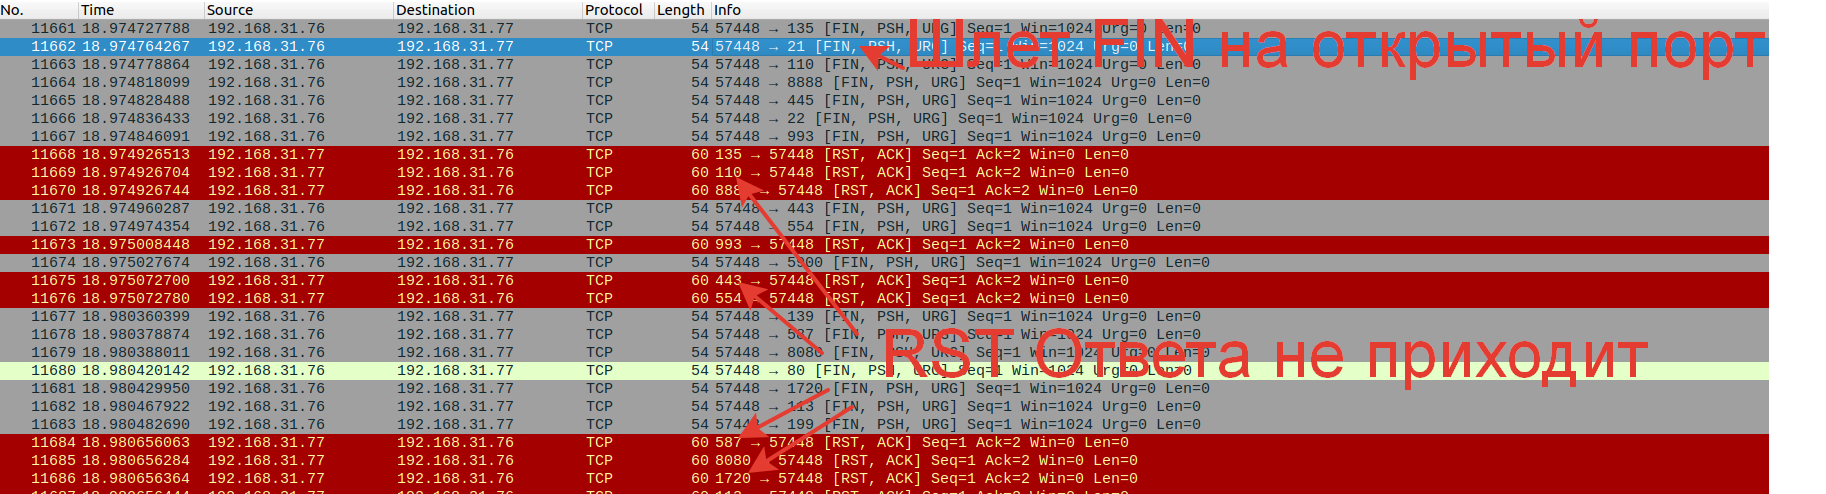 No. Time Source Destination Protocol Length Info
11661 18.974727788 192.168.31.76 192.168.31.77 TCP 54 57448 → 135 [FIN, PSH, URG] Seq=1 Win=1024 Urg=0 Len=0
11662 18.974764267 192.168.31.76 192.168.31.77 TCP 54 57448 → 21 [FIN, PSH, URG] Seq=1 Win=1024 Urg=0 Len=0
Шлет FIN на открытый порт
11663 18.974778864 192.168.31.76 192.168.31.77 TCP 54 57448 → 110 [FIN, PSH, URG] Seq=1 Win=1024 Urg=0 Len=0
11664 18.974818099 192.168.31.76 192.168.31.77 TCP 54 57448 → 8888 [FIN, PSH, URG] Seq=1 Win=1024 Urg=0 Len=0
11665 18.974828488 192.168.31.76 192.168.31.77 TCP 54 57448 → 445 [FIN, PSH, URG] Seq=1 Win=1024 Urg=0 Len=0
11666 18.974836433 192.168.31.76 192.168.31.77 TCP 54 57448 → 22 [FIN, PSH, URG] Seq=1 Win=1024 Urg=0 Len=0
11667 18.974846091 192.168.31.76 192.168.31.77 TCP 54 57448 → 993 [FIN, PSH, URG] Seq=1 Win=1024 Urg=0 Len=0
11668 18.974926513 192.168.31.77 192.168.31.76 TCP 60 135 → 57448 [RST, ACK] Seq=1 Ack=2 Win=0 Len=0
11669 18.974926704 192.168.31.77 192.168.31.76 TCP 60 110 → 57448 [RST, ACK] Seq=1 Ack=2 Win=0 Len=0
11670 18.974926744 192.168.31.77 192.168.31.76 TCP 60 8888 → 57448 [RST, ACK] Seq=1 Ack=2 Win=0 Len=0
11671 18.974960287 192.168.31.76 192.168.31.77 TCP 54 57448 → 443 [FIN, PSH, URG] Seq=1 Win=1024 Urg=0 Len=0
11672 18.974974354 192.168.31.76 192.168.31.77 TCP 54 57448 → 554 [FIN, PSH, URG] Seq=1 Win=1024 Urg=0 Len=0
11673 18.975008448 192.168.31.77 192.168.31.76 TCP 60 993 → 57448 [RST, ACK] Seq=1 Ack=2 Win=0 Len=0
11674 18.975027674 192.168.31.76 192.168.31.77 TCP 54 57448 → 5900 [FIN, PSH, URG] Seq=1 Win=1024 Urg=0 Len=0
11675 18.975072700 192.168.31.77 192.168.31.76 TCP 60 443 → 57448 [RST, ACK] Seq=1 Ack=2 Win=0 Len=0
11676 18.975072780 192.168.31.77 192.168.31.76 TCP 60 554 → 57448 [RST, ACK] Seq=1 Ack=2 Win=0 Len=0
11677 18.980360399 192.168.31.76 192.168.31.77 TCP 54 57448 → 139 [FIN, PSH, URG] Seq=1 Win=1024 Urg=0 Len=0
11678 18.980378874 192.168.31.76 192.168.31.77 TCP 54 57448 → 587 [FIN, PSH, URG] Seq=1 Win=1024 Urg=0 Len=0
11679 18.980388011 192.168.31.76 192.168.31.77 TCP 54 57448 → 8080 [FIN, PSH, URG] Seq=1 Win=1024 Urg=0 Len=0
RST Ответа не приходит
11680 18.980420142 192.168.31.76 192.168.31.77 TCP 54 57448 → 80 [FIN, PSH, URG] Seq=1 Win=1024 Urg=0 Len=0
11681 18.980429950 192.168.31.76 192.168.31.77 TCP 54 57448 → 1720 [FIN, PSH, URG] Seq=1 Win=1024 Urg=0 Len=0
11682 18.980467922 192.168.31.76 192.168.31.77 TCP 54 57448 → 113 [FIN, PSH, URG] Seq=1 Win=1024 Urg=0 Len=0
11683 18.980482690 192.168.31.76 192.168.31.77 TCP 54 57448 → 199 [FIN, PSH, URG] Seq=1 Win=1024 Urg=0 Len=0
11684 18.980656063 192.168.31.77 192.168.31.76 TCP 60 587 → 57448 [RST, ACK] Seq=1 Ack=2 Win=0 Len=0
11685 18.980656284 192.168.31.77 192.168.31.76 TCP 60 8080 → 57448 [RST, ACK] Seq=1 Ack=2 Win=0 Len=0
11686 18.980656364 192.168.31.77 192.168.31.76 TCP 60 1720 → 57448 [RST, ACK] Seq=1 Ack=2 Win=0 Len=0